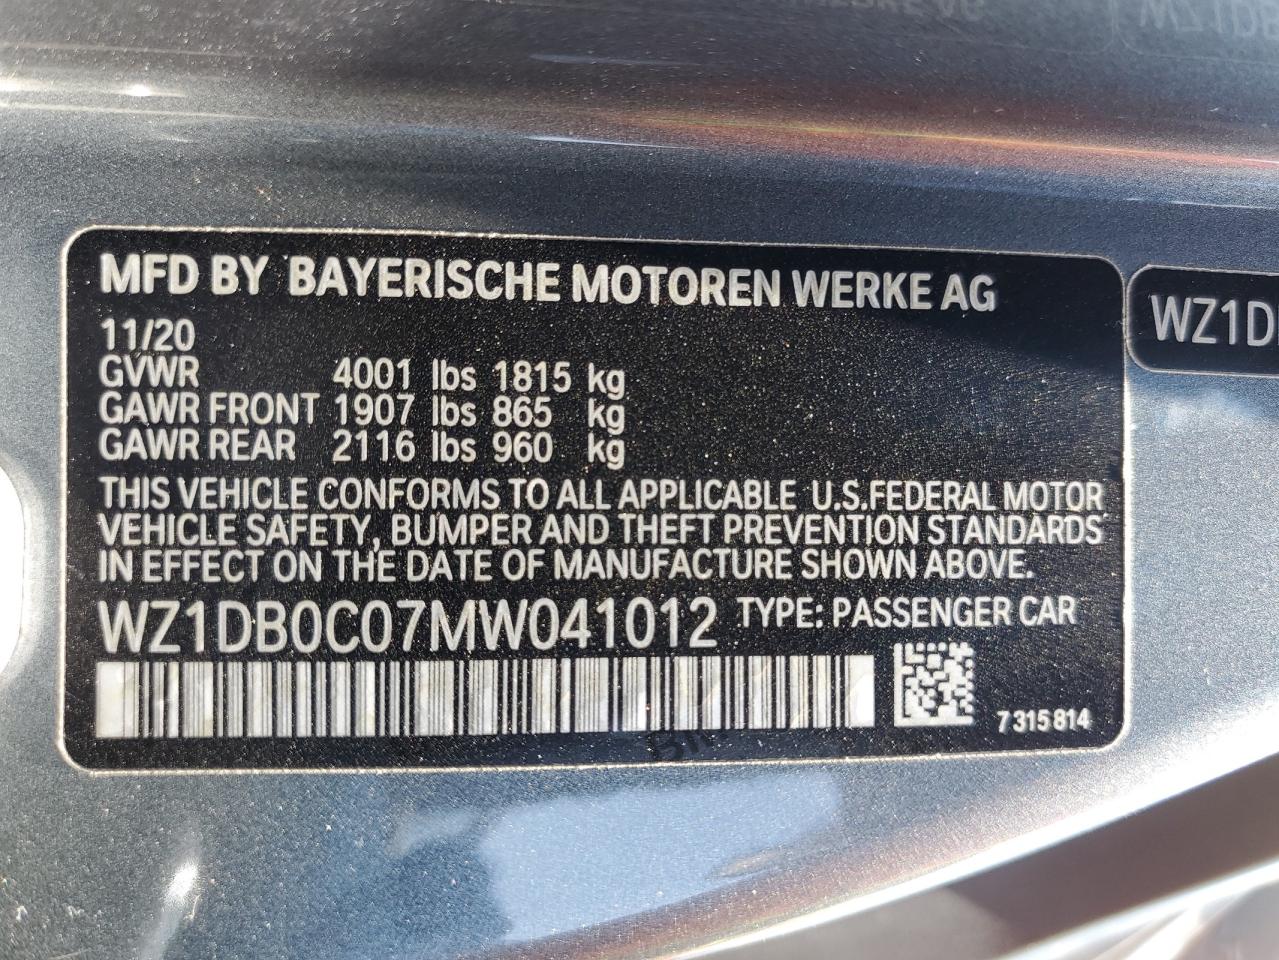 MFD BY BAYERISCHE MOTOREN WERKE AG
11/20
GVWR 4001 lbs 1815 kg
GAWR FRONT 1907 lbs 865 kg
GAWR REAR 2116 lbs 960 kg
THIS VEHICLE CONFORMS TO ALL APPLICABLE U.S.FEDERAL MOTOR
VEHICLE SAFETY, BUMPER AND THEFT PREVENTION STANDARDS
IN EFFECT ON THE DATE OF MANUFACTURE SHOWN ABOVE.
WZ1DB0C07MW041012 TYPE: PASSENGER CAR
7 315 814
WZ1D